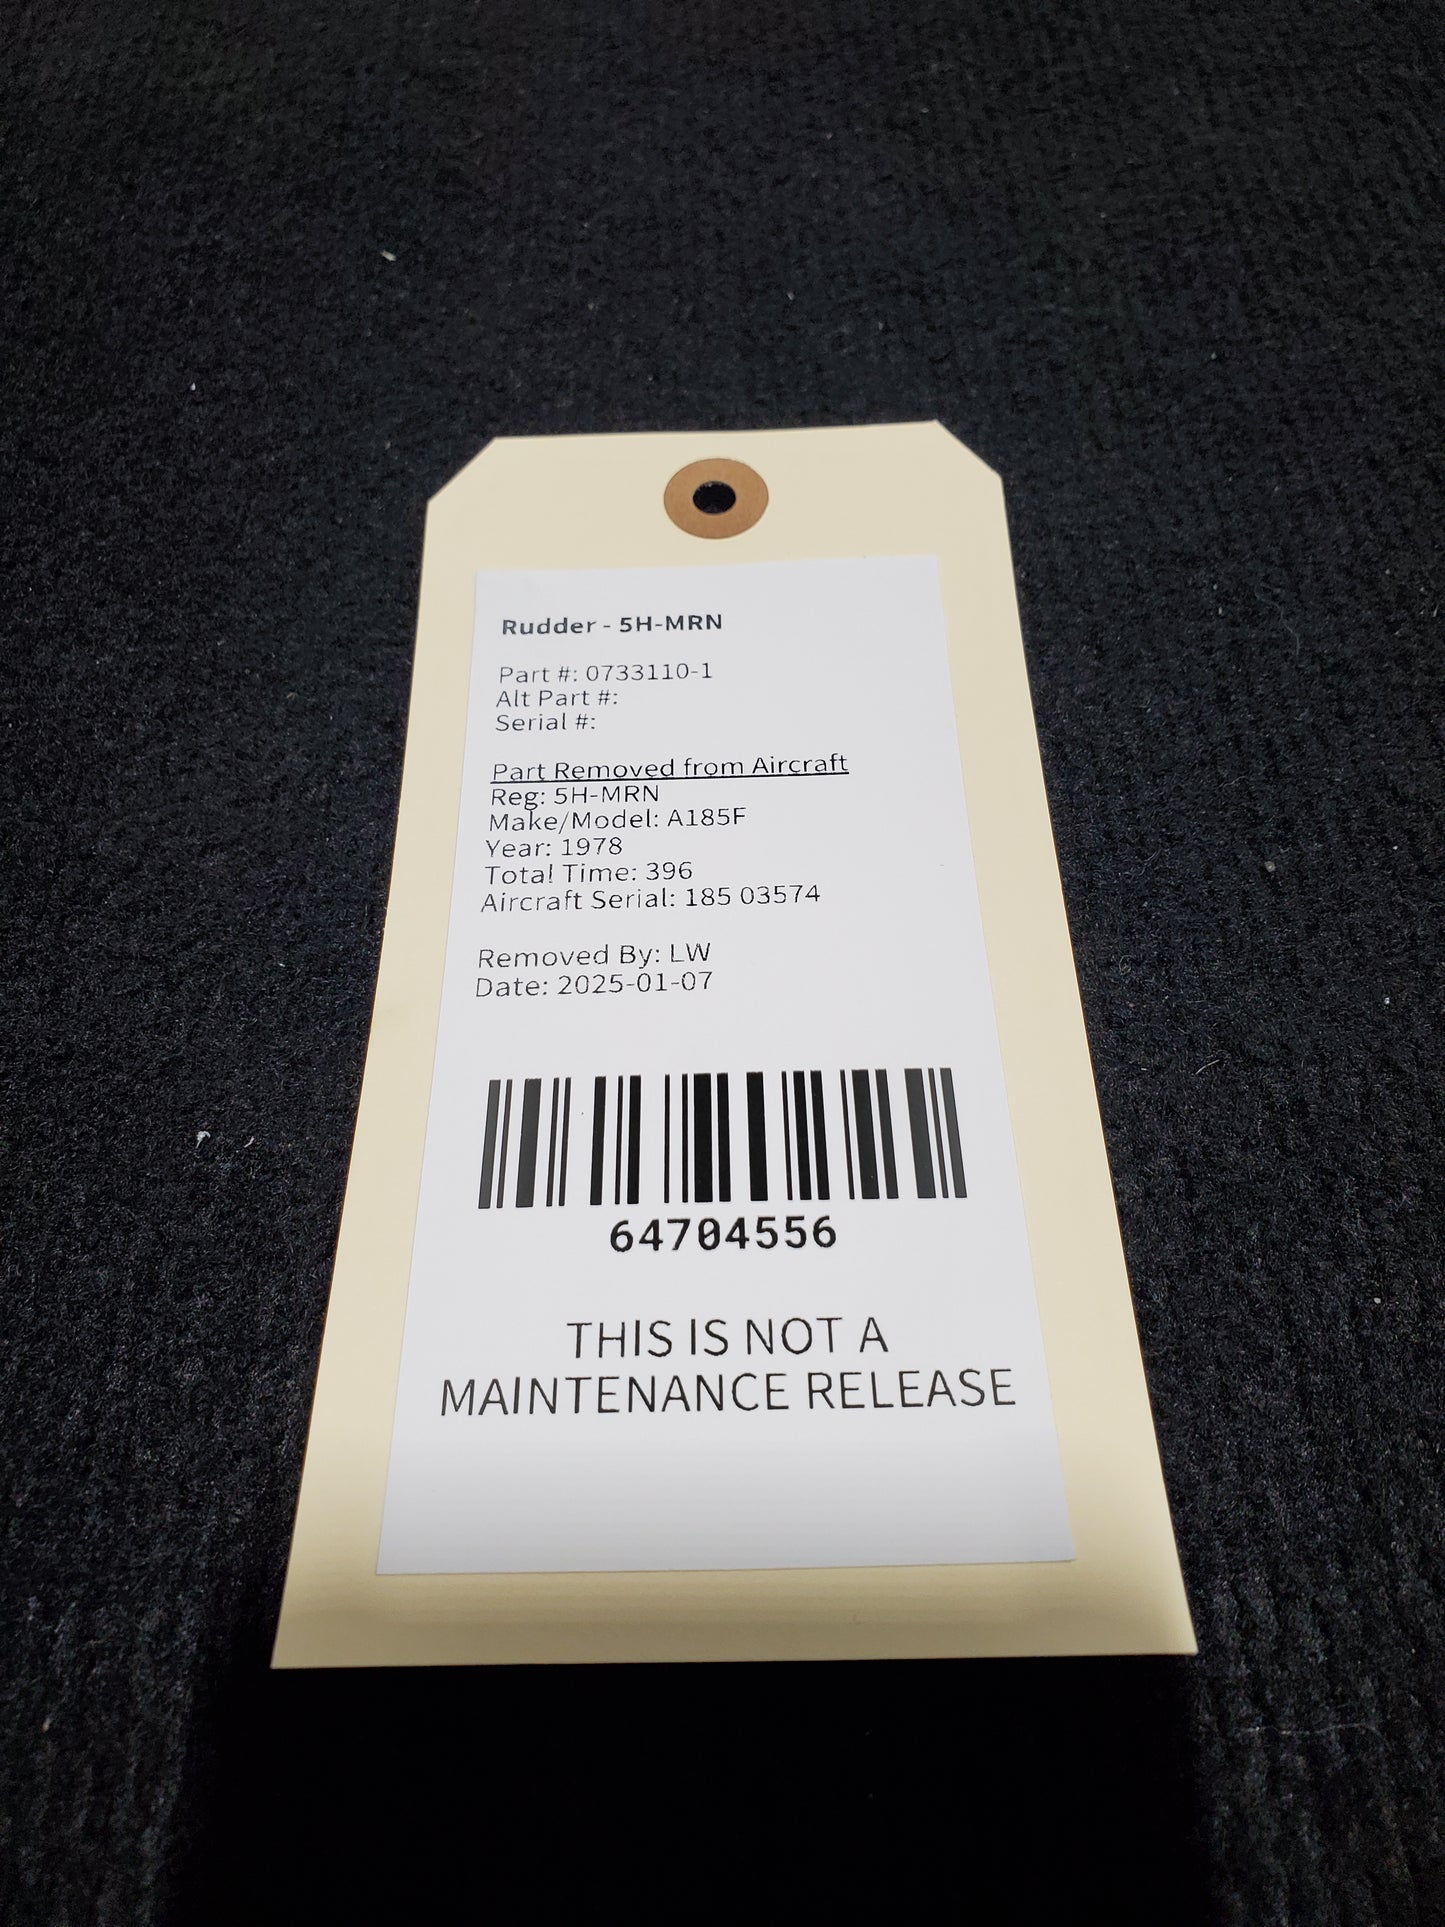 Rudder - 5H-MRN
Part #: 0733110-1
Alt Part #:
Serial #:
Part Removed from Aircraft
Reg: 5H-MRN
Make/Model: A185F
Year: 1978
Total Time: 396
Aircraft Serial: 185 03574
Removed By: LW
Date: 2025-01-07
64704556
THIS IS NOT A
MAINTENANCE RELEASE